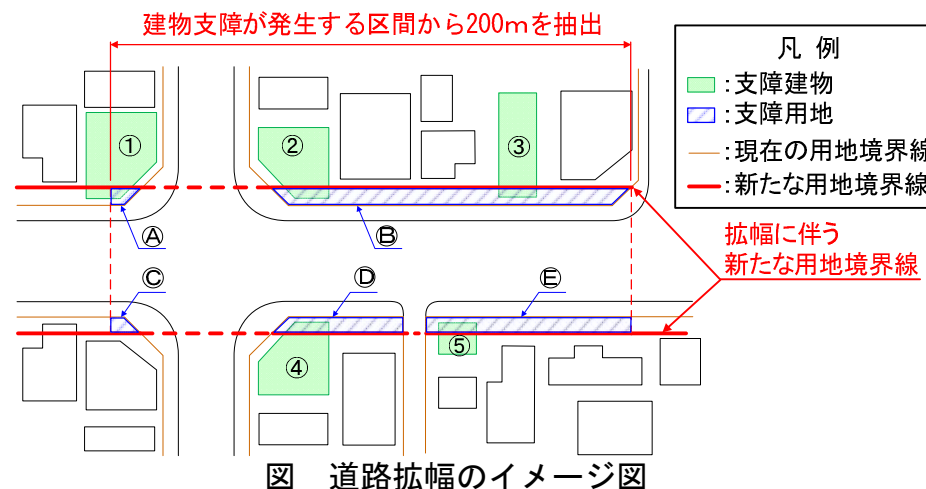 建物支障が発生する区間から200mを抽出
凡 例
:支障建物
:支障用地
:現在の用地境界線
:新たな用地境界線
①
②
③
Ⓐ
Ⓑ
拡幅に伴う
新たな用地境界線
Ⓒ
Ⓓ
Ⓔ
④
⑤
図 道路拡幅のイメージ図